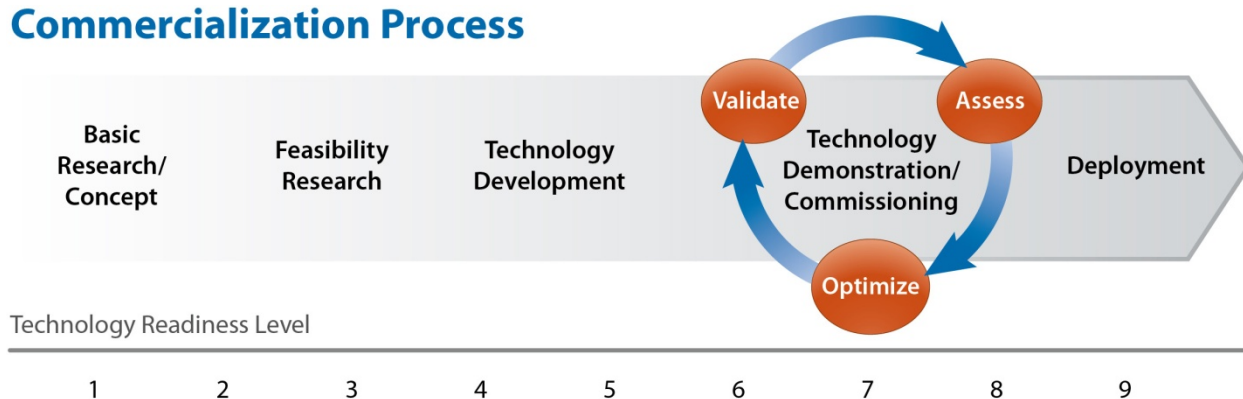 Commercialization Process
Basic
Research/
Concept
Feasibility
Research
Technology
Development
Validate
Assess
Technology
Demonstration/
Commissioning
Optimize
Deployment
Technology Readiness Level
1 2 3 4 5 6 7 8 9